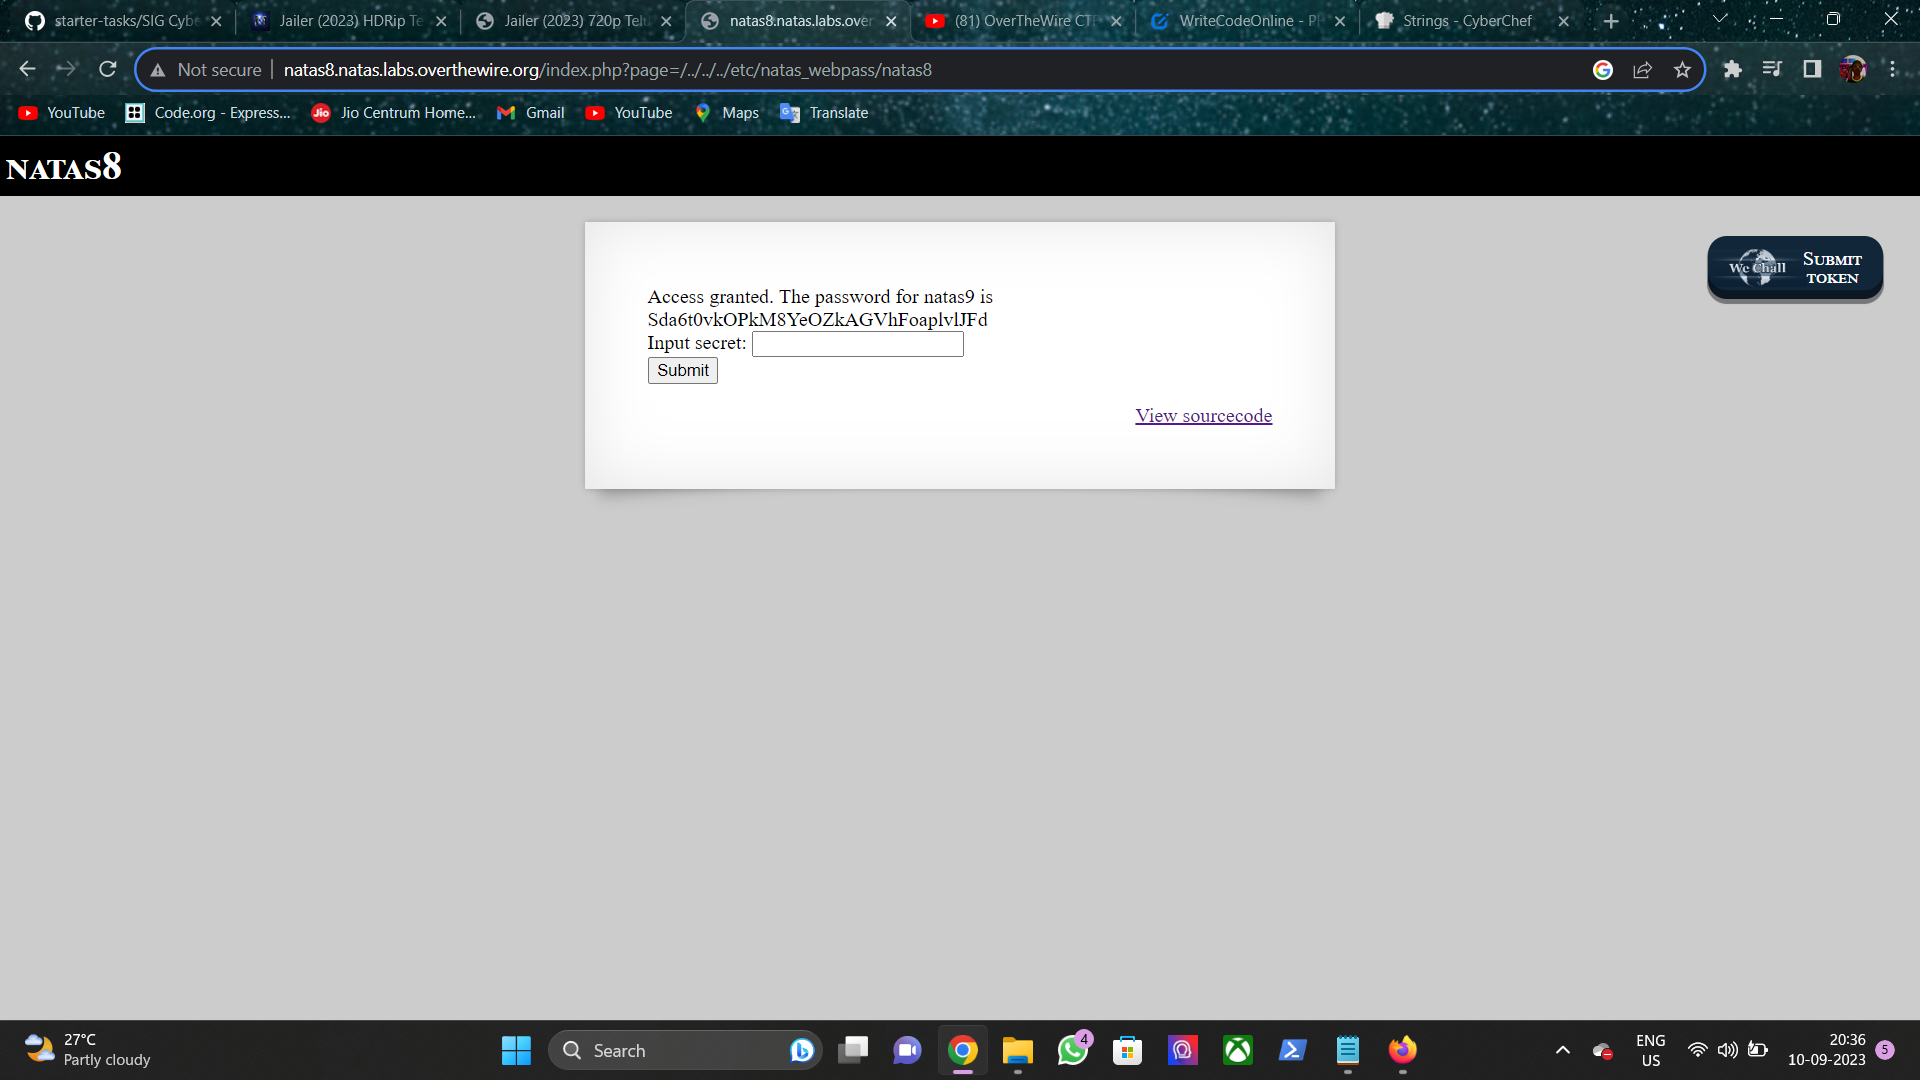 starter-tasks/SIG Cybe
Jailer (2023) HDRip Te
Jailer (2023) 720p Telu
natas8.natas.labs.over
(81) OverTheWire CTF
WriteCodeOnline - PH
Strings - CyberChef
Not secure
natas8.natas.labs.overthewire.org/index.php?page=/../../../etc/natas_webpass/natas8
YouTube
Code.org - Express...
Jio
Jio Centrum Home...
Gmail
YouTube
Maps
Translate
NATAS8
We Chall
SUBMIT
TOKEN
Access granted. The password for natas9 is
Sda6t0vkOPkM8YeOZkAGVhFoaplvlJFd
Input secret:
Submit
View sourcecode
27°C
Partly cloudy
Search
4
ENG
US
20:36
10-09-2023
5